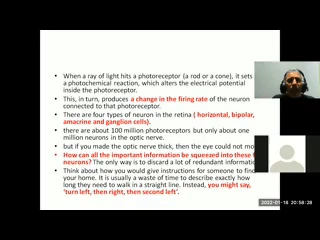 When a ray of light hits a photoreceptor (a rod or a cone), it sets
a photochemical reaction, which alters the electrical potential
inside the photoreceptor.
This, in turn, produces a change in the firing rate of the neuron
connected to that photoreceptor.
There are four types of neuron in the retina ( horizontal, bipolar,
amacrine and ganglion cells).
there are about 100 million photoreceptors but only about one
million neurons in the optic nerve.
but if you made the optic nerve thick, then the eye could not mo
How can all the important information be squeezed into these f
neurons? The only way is to discard a lot of redundant informatio
Think about how you would give instructions for someone to find
your home. It is usually a waste of time to describe exactly how
long they need to walk in a straight line. Instead, you might say,
'turn left, then right, then second left'.
2022-01-18 20:58:28